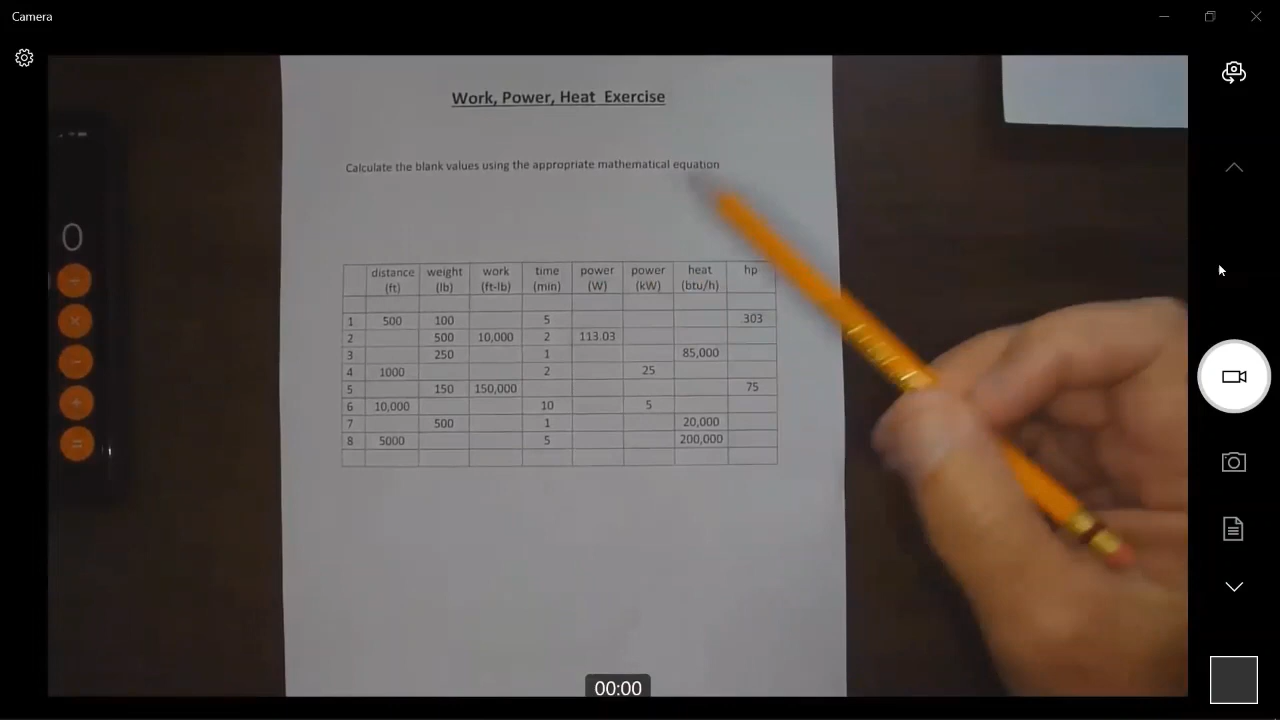 Camera
Work, Power, Heat Exercise
Calculate the blank values using the appropriate mathematical equation
distance (ft) weight (lb) work (ft-lb) time (min) power (W) power (kW) heat (btu/h) hp
1 500 100 5 303
2 500 10,000 2 113.03
3 250 1 85,000
4 1000 2 25
5 150 150,000 75
6 10,000 10 5
7 500 1 20,000
8 5000 5 200,000
0
+
×
−
+
=
00:00